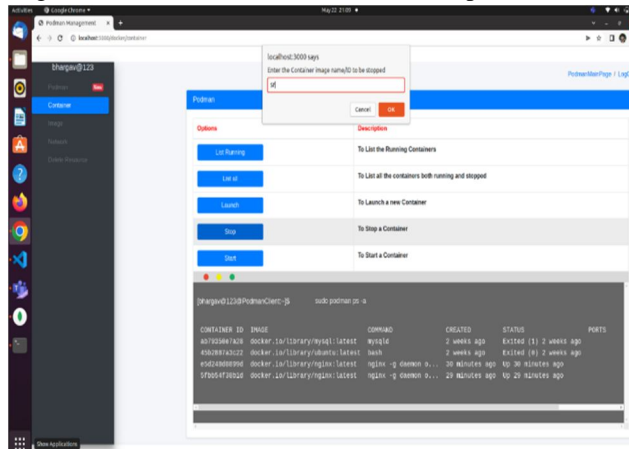 Activities Google Chrome
May 22 21:03
Podman Management
localhost:3000/podman/container
bhargav@123
Podman New
Container
Image
Network
Delete Resource
localhost:3000 says
Enter the Container image name/ID to be stopped
5f
Cancel OK
PodmanMainPage /
Podman
Options Description
List Running To List the Running Containers
List all To List all the containers both running and stopped
Launch To Launch a new Container
Stop To Stop a Container
Start To Start a Container
[bhargav@123@PodmanClient:~]$ sudo podman ps -a
CONTAINER ID IMAGE COMMAND CREATED STATUS PORTS
docker.io/library/mysql:latest mysqld 2 weeks ago Exited (1) 2 weeks ago
docker.io/library/ubuntu:latest bash 2 weeks ago Exited (0) 2 weeks ago
docker.io/library/nginx:latest nginx -g daemon o... 30 minutes ago Up 30 minutes ago
docker.io/library/nginx:latest nginx -g daemon o... 29 minutes ago Up 29 minutes ago
Show Applications